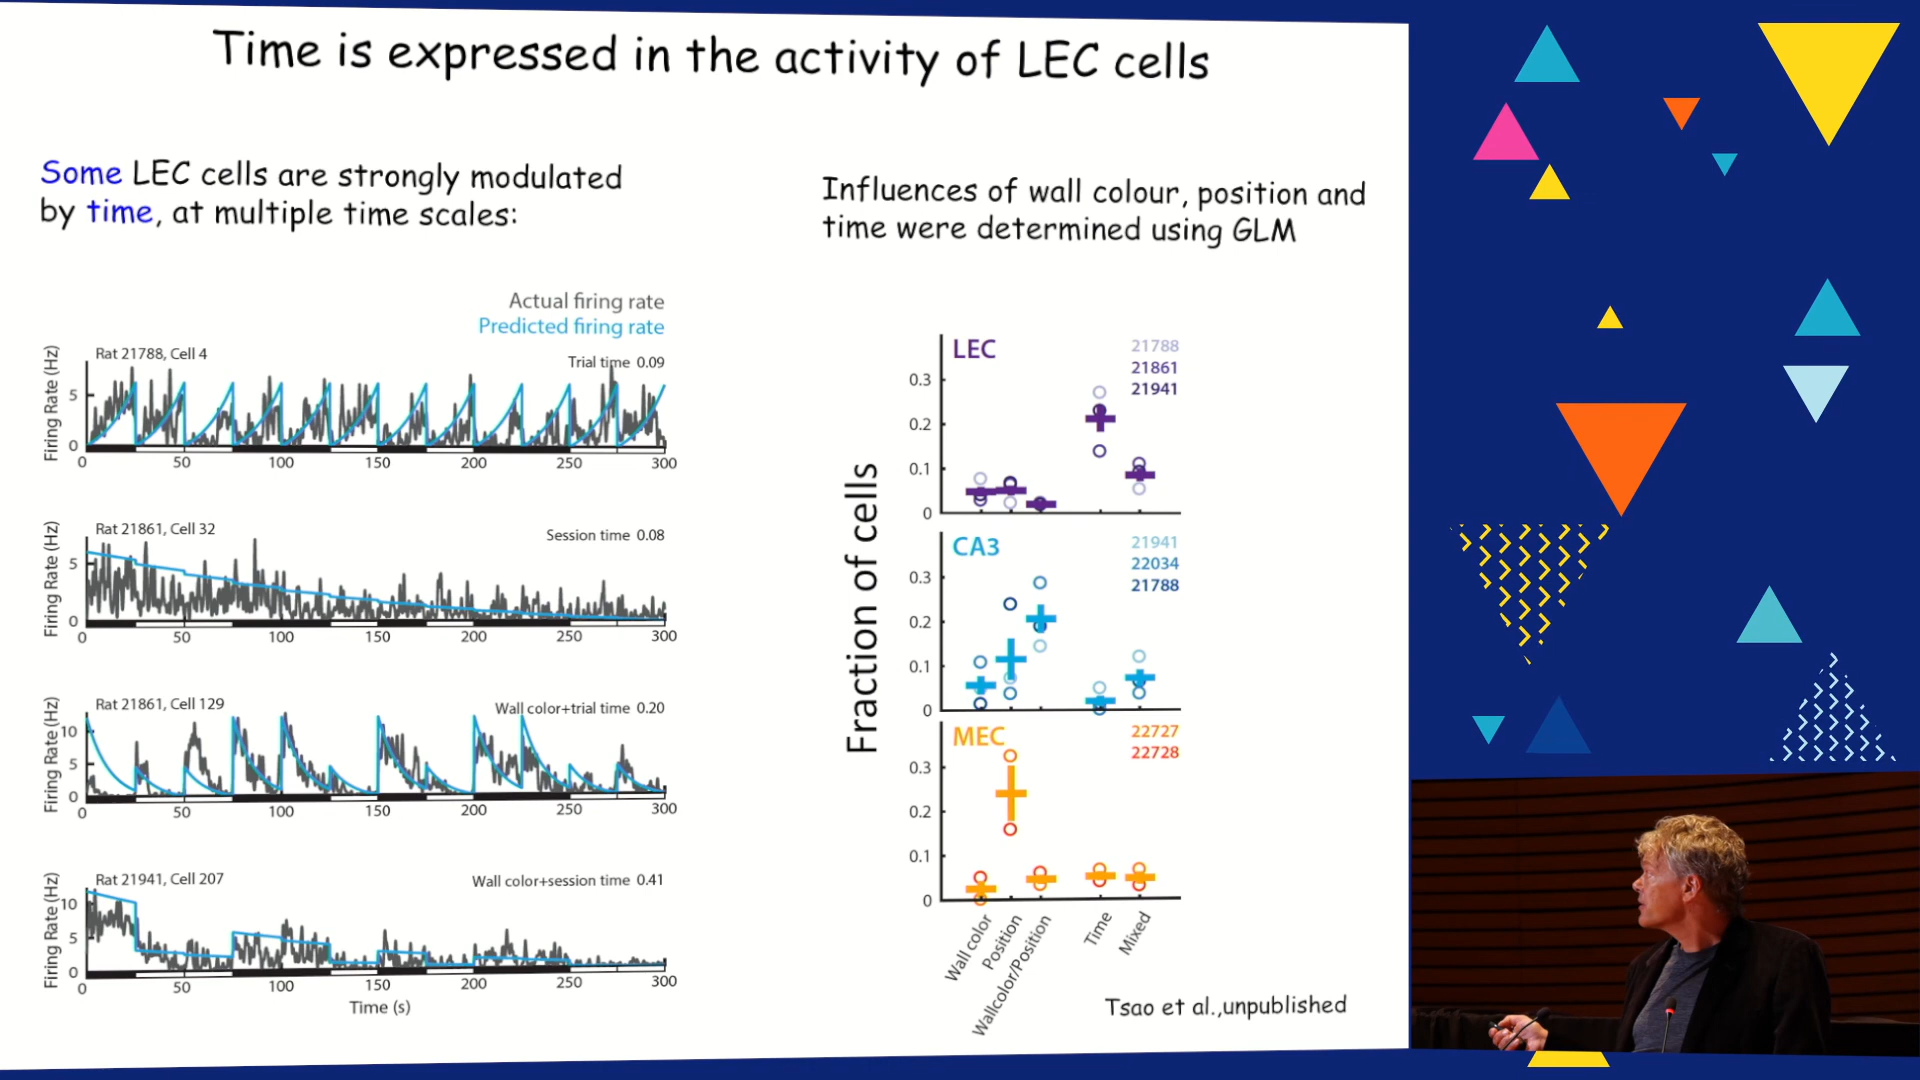 Time is expressed in the activity of LEC cells
Some LEC cells are strongly modulated
by time, at multiple time scales:
Actual firing rate
Predicted firing rate
Rat 21788, Cell 4
Trial time 0.09
Firing Rate (Hz)
5
0
0 50 100 150 200 250 300
Rat 21861, Cell 32
Session time 0.08
Firing Rate (Hz)
5
0
0 50 100 150 200 250 300
Rat 21861, Cell 129
Wall color+trial time 0.20
Firing Rate (Hz)
10
5
0
0 50 100 150 200 250 300
Rat 21941, Cell 207
Wall color+session time 0.41
Firing Rate (Hz)
10
5
0
0 50 100 150 200 250 300
Time (s)
Influences of wall colour, position and
time were determined using GLM
Fraction of cells
LEC
21788
21861
21941
0.3
0.2
0.1
0
CA3
21941
22034
21788
0.3
0.2
0.1
0
MEC
22727
22728
0.3
0.2
0.1
0
Wall color
Position
Wallcolor/Position
Time
Mixed
Tsao et al.,unpublished